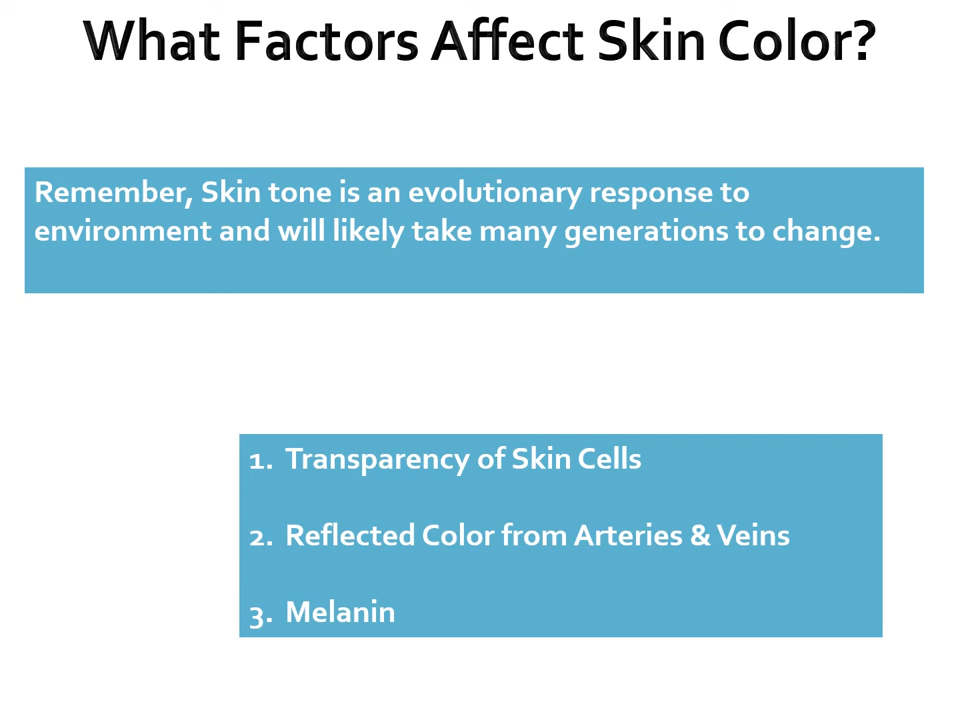 What Factors Affect Skin Color?
Remember, Skin tone is an evolutionary response to
environment and will likely take many generations to change.
1. Transparency of Skin Cells
2. Reflected Color from Arteries & Veins
3. Melanin